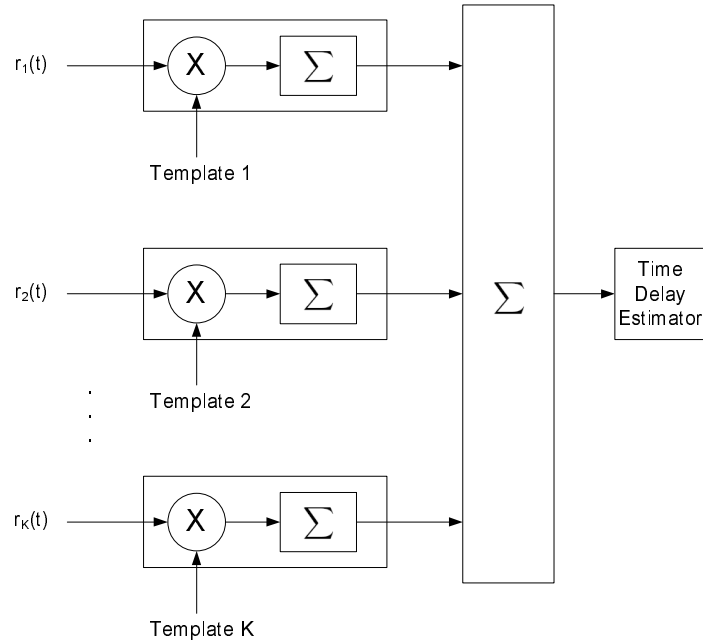 r1(t)
X
∑
Template 1
r2(t)
X
∑
Template 2
∑
Time
Delay
Estimator
.
.
.
rK(t)
X
∑
Template K